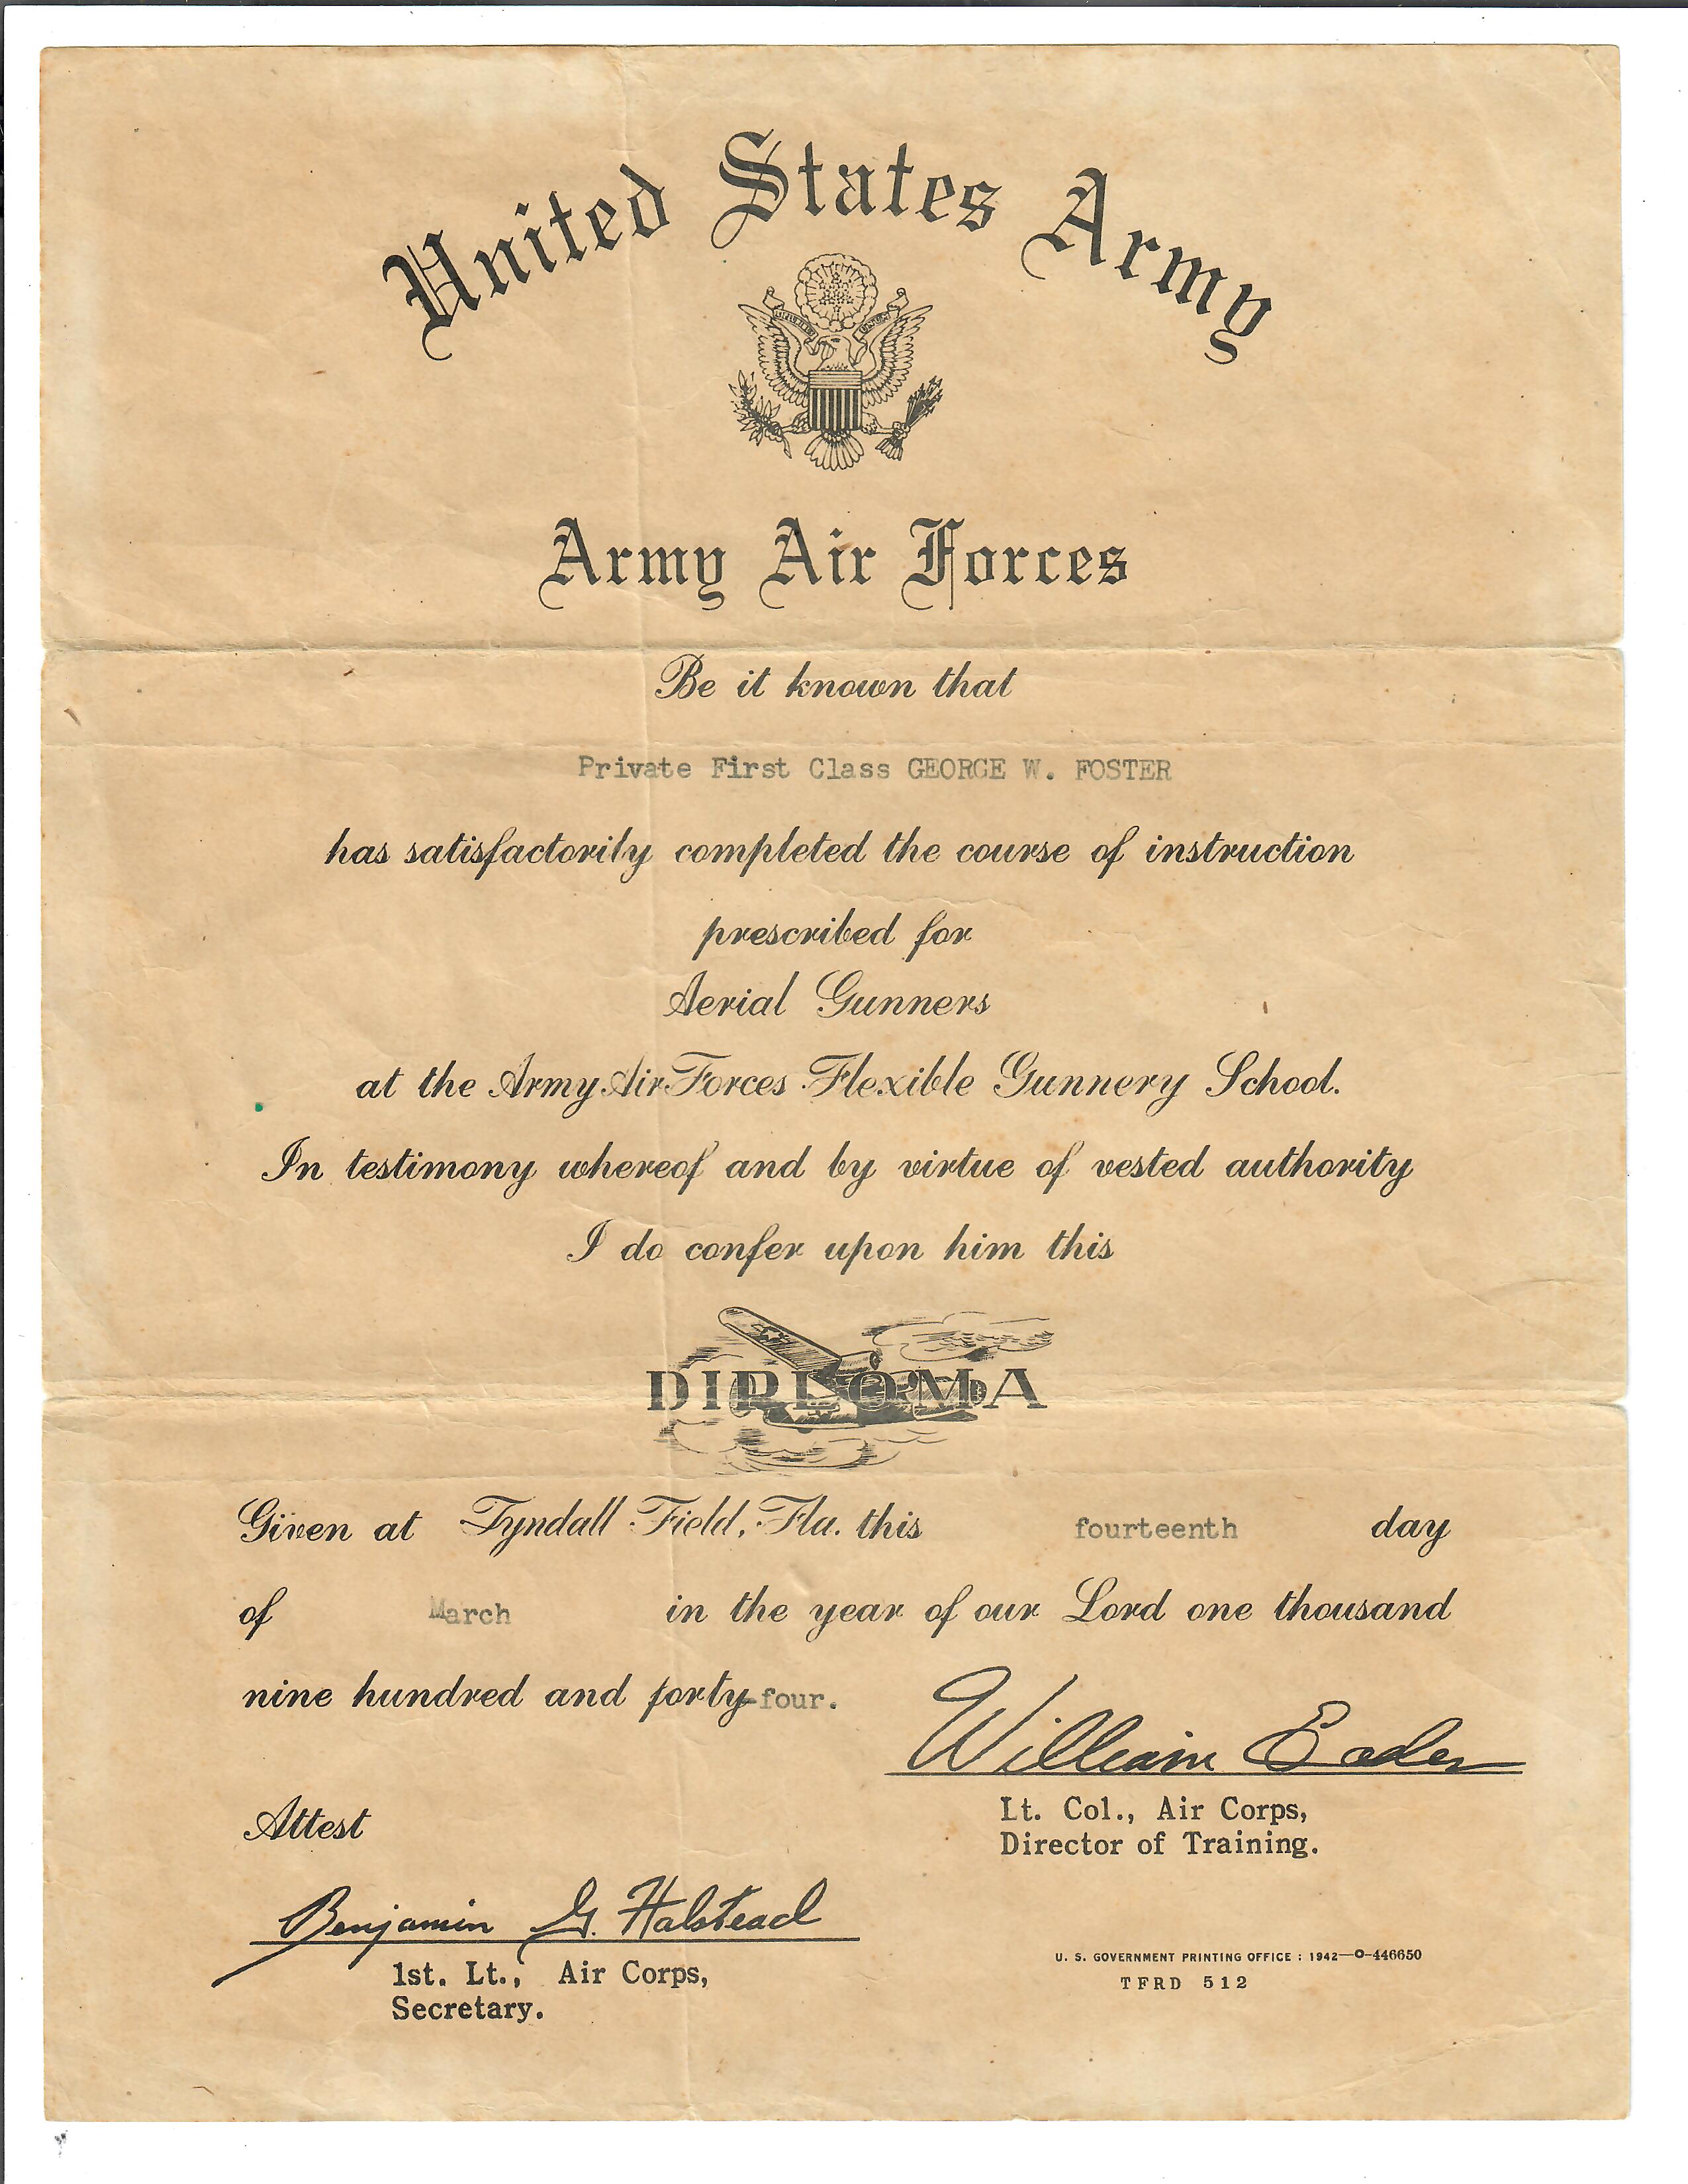 United States Army
Army Air Forces
Be it known that
Private First Class GEORGE W. FOSTER
has satisfactorily completed the course of instruction
prescribed for
Aerial Gunners
at the Army Air Forces Flexible Gunnery School.
In testimony whereof and by virtue of vested authority
I do confer upon him this
DIPLOMA
Given at Tyndall Field, Fla. this fourteenth day
of March in the year of our Lord one thousand
nine hundred and forty-four.
William Eader
Lt. Col., Air Corps,
Director of Training.
Attest
Benjamin G. Halstead
1st. Lt., Air Corps,
Secretary.
U. S. GOVERNMENT PRINTING OFFICE : 1942—O-446650
TFRD 512